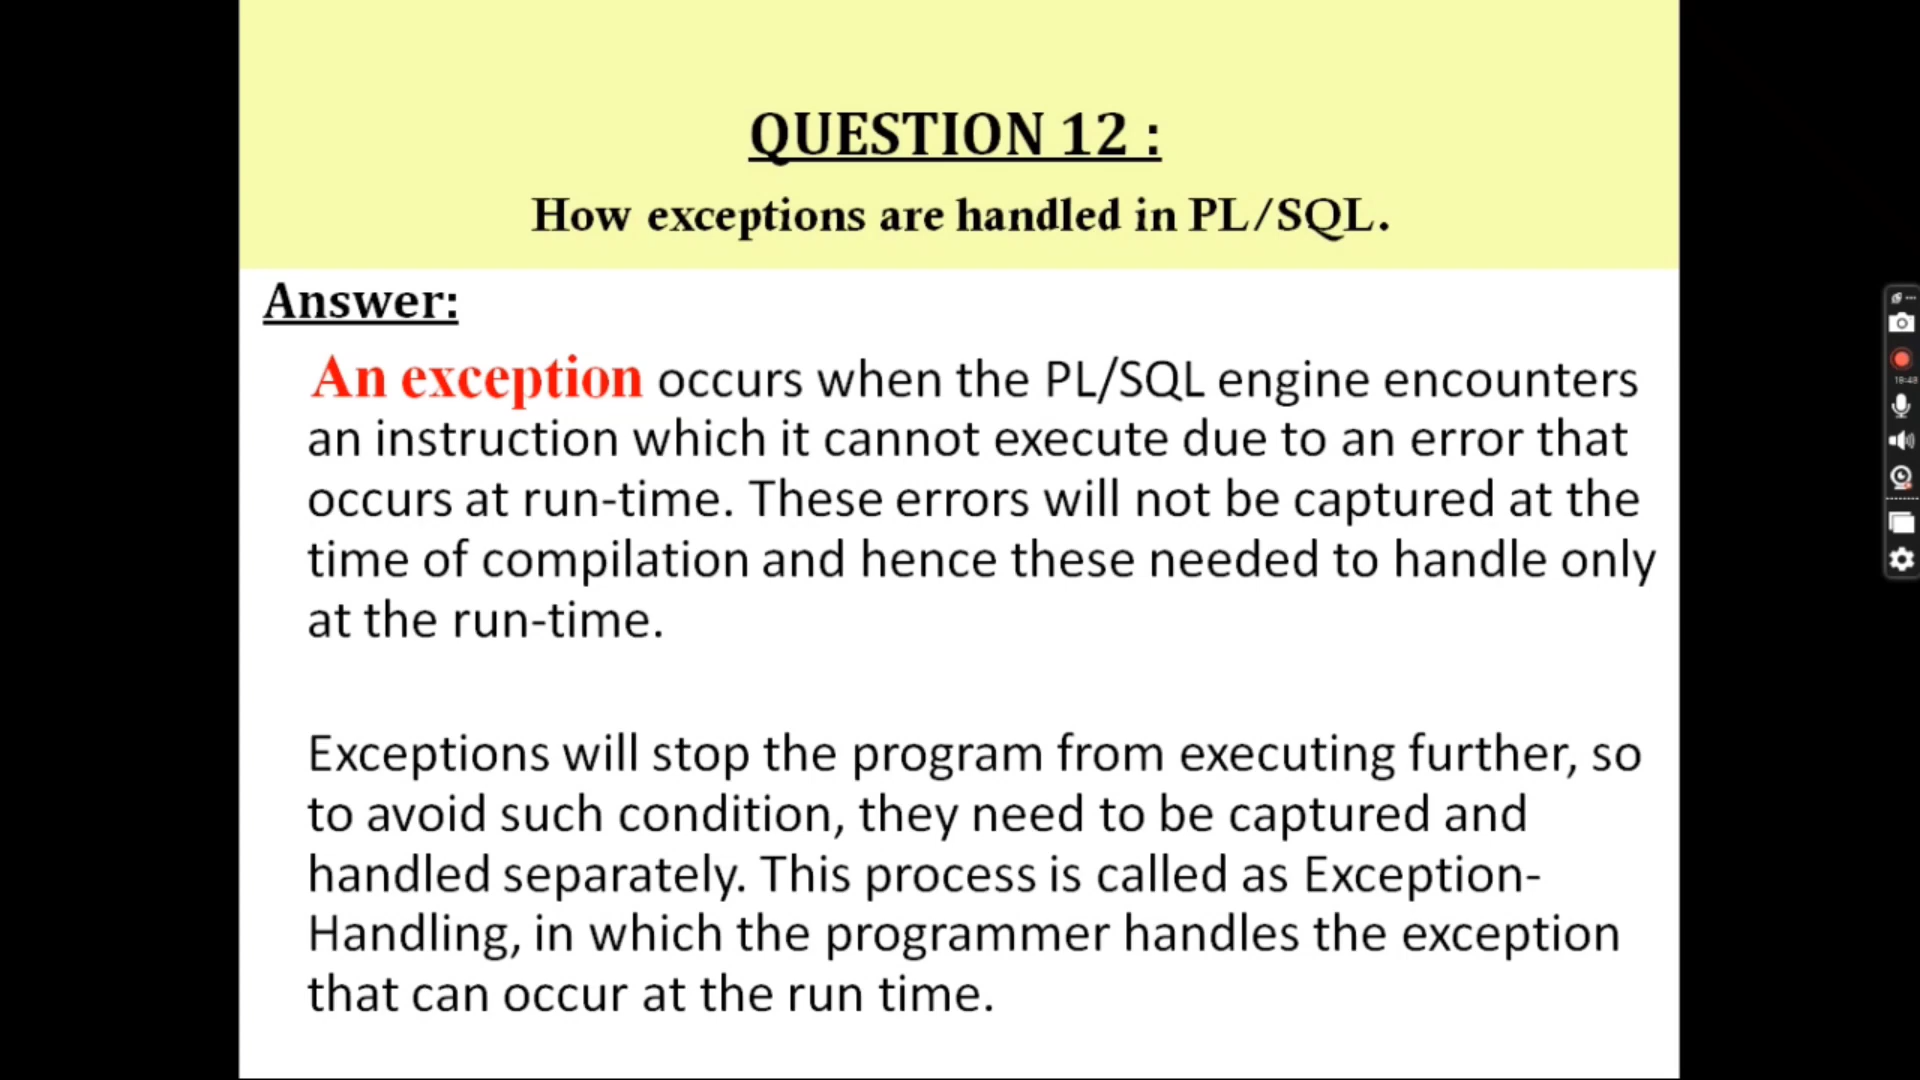 QUESTION 12 :
How exceptions are handled in PL/SQL.
Answer:
An exception occurs when the PL/SQL engine encounters
an instruction which it cannot execute due to an error that
occurs at run-time. These errors will not be captured at the
time of compilation and hence these needed to handle only
at the run-time.
Exceptions will stop the program from executing further, so
to avoid such condition, they need to be captured and
handled separately. This process is called as Exception-
Handling, in which the programmer handles the exception
that can occur at the run time.
19:48